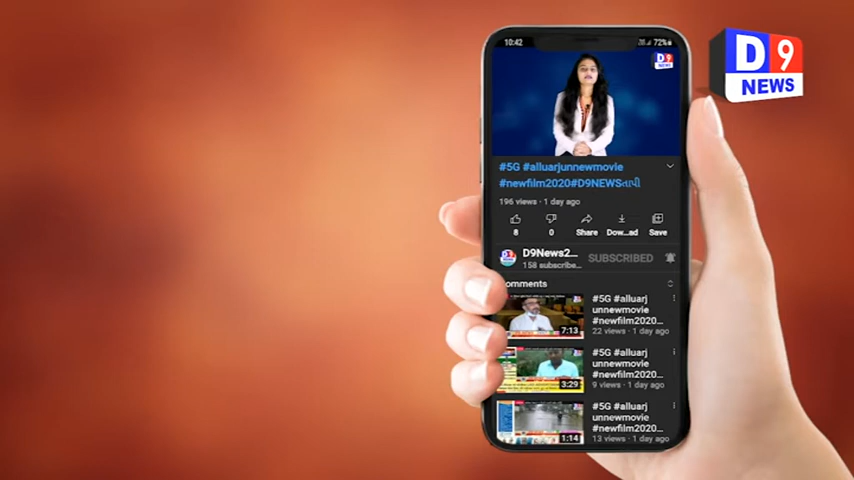 D9
NEWS
10:42
72%
D9
NEWS
#5G #alluarjunnewmovie
#newfilm2020#D9NEWSતાપી
196 views · 1 day ago
8
0
Share
Dow...ad
Save
D9News2...
158 subscribe...
SUBSCRIBED
omments
#5G #alluarj
unnewmovie
#newfilm2020...
22 views · 1 day ago
7:13
#5G #alluarj
unnewmovie
#newfilm2020...
9 views · 1 day ago
3:29
#5G #alluarj
unnewmovie
#newfilm2020...
13 views · 1 day ago
1:14